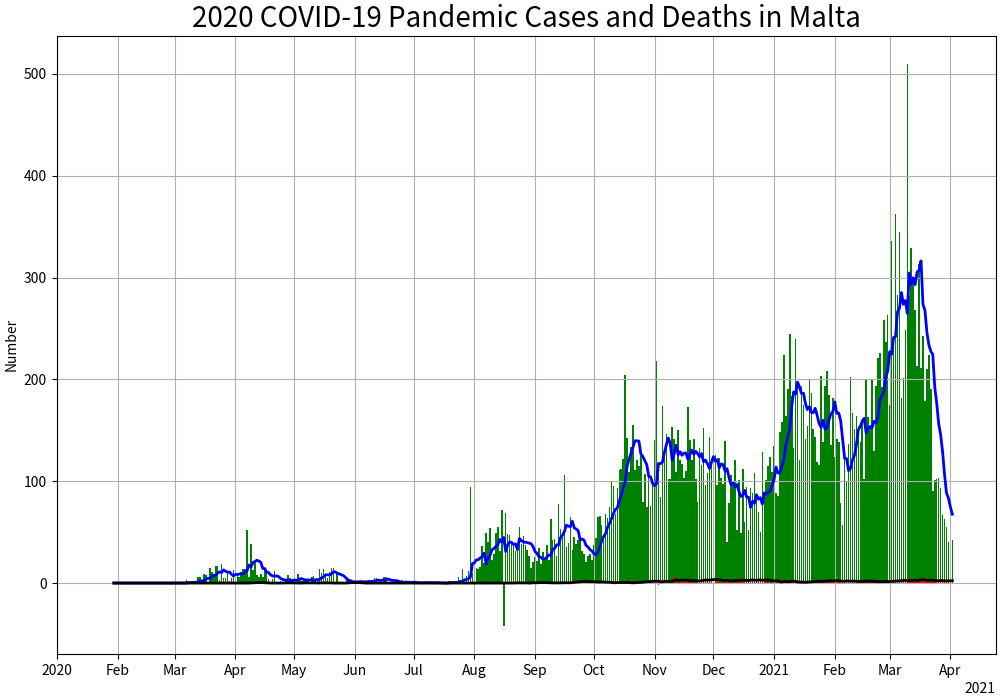 2020 COVID-19 Pandemic Cases and Deaths in Malta
Number
500
400
300
200
100
0
2020 Feb Mar Apr May Jun Jul Aug Sep Oct Nov Dec 2021 Feb Mar Apr
2021